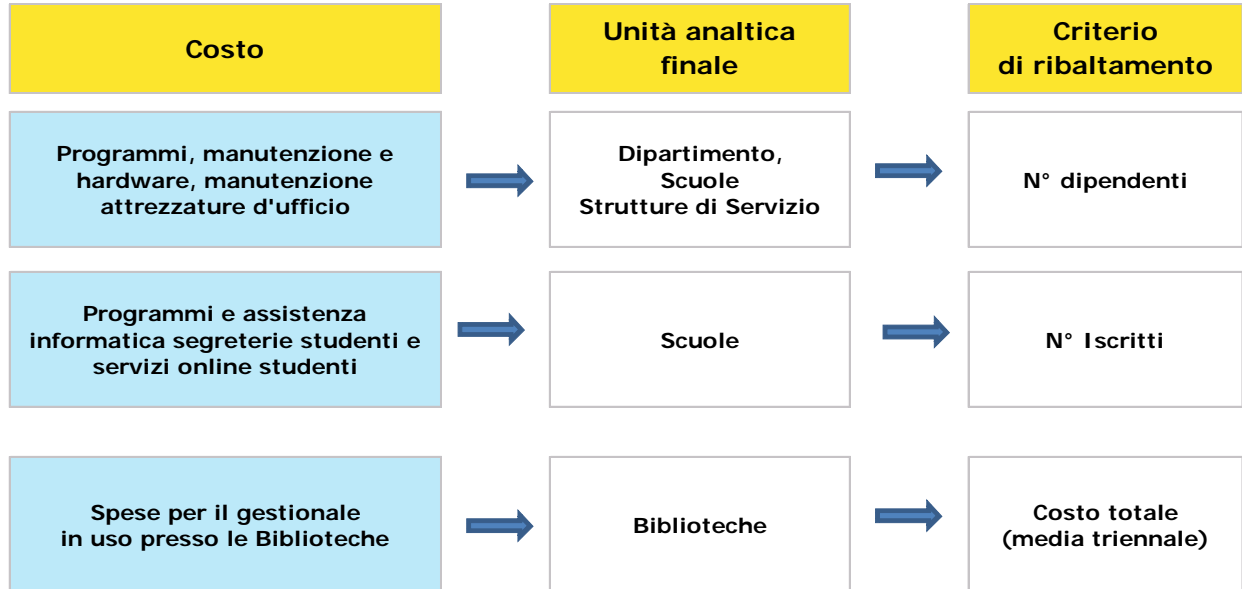 Costo
Unità analtica
finale
Criterio
di ribaltamento
Programmi, manutenzione e
hardware, manutenzione
attrezzature d'ufficio
Dipartimento,
Scuole
Strutture di Servizio
N° dipendenti
Programmi e assistenza
informatica segreterie studenti e
servizi online studenti
Scuole
N° Iscritti
Spese per il gestionale
in uso presso le Biblioteche
Biblioteche
Costo totale
(media triennale)